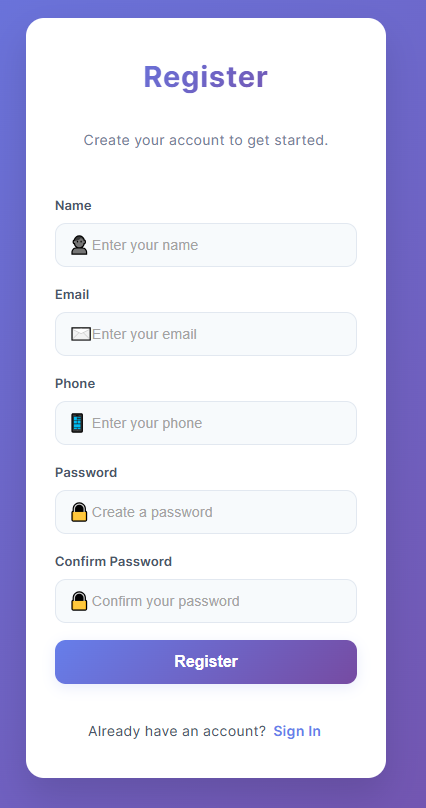 Register
Create your account to get started.
Name
Enter your name
Email
Enter your email
Phone
Enter your phone
Password
Create a password
Confirm Password
Confirm your password
Register
Already have an account? Sign In